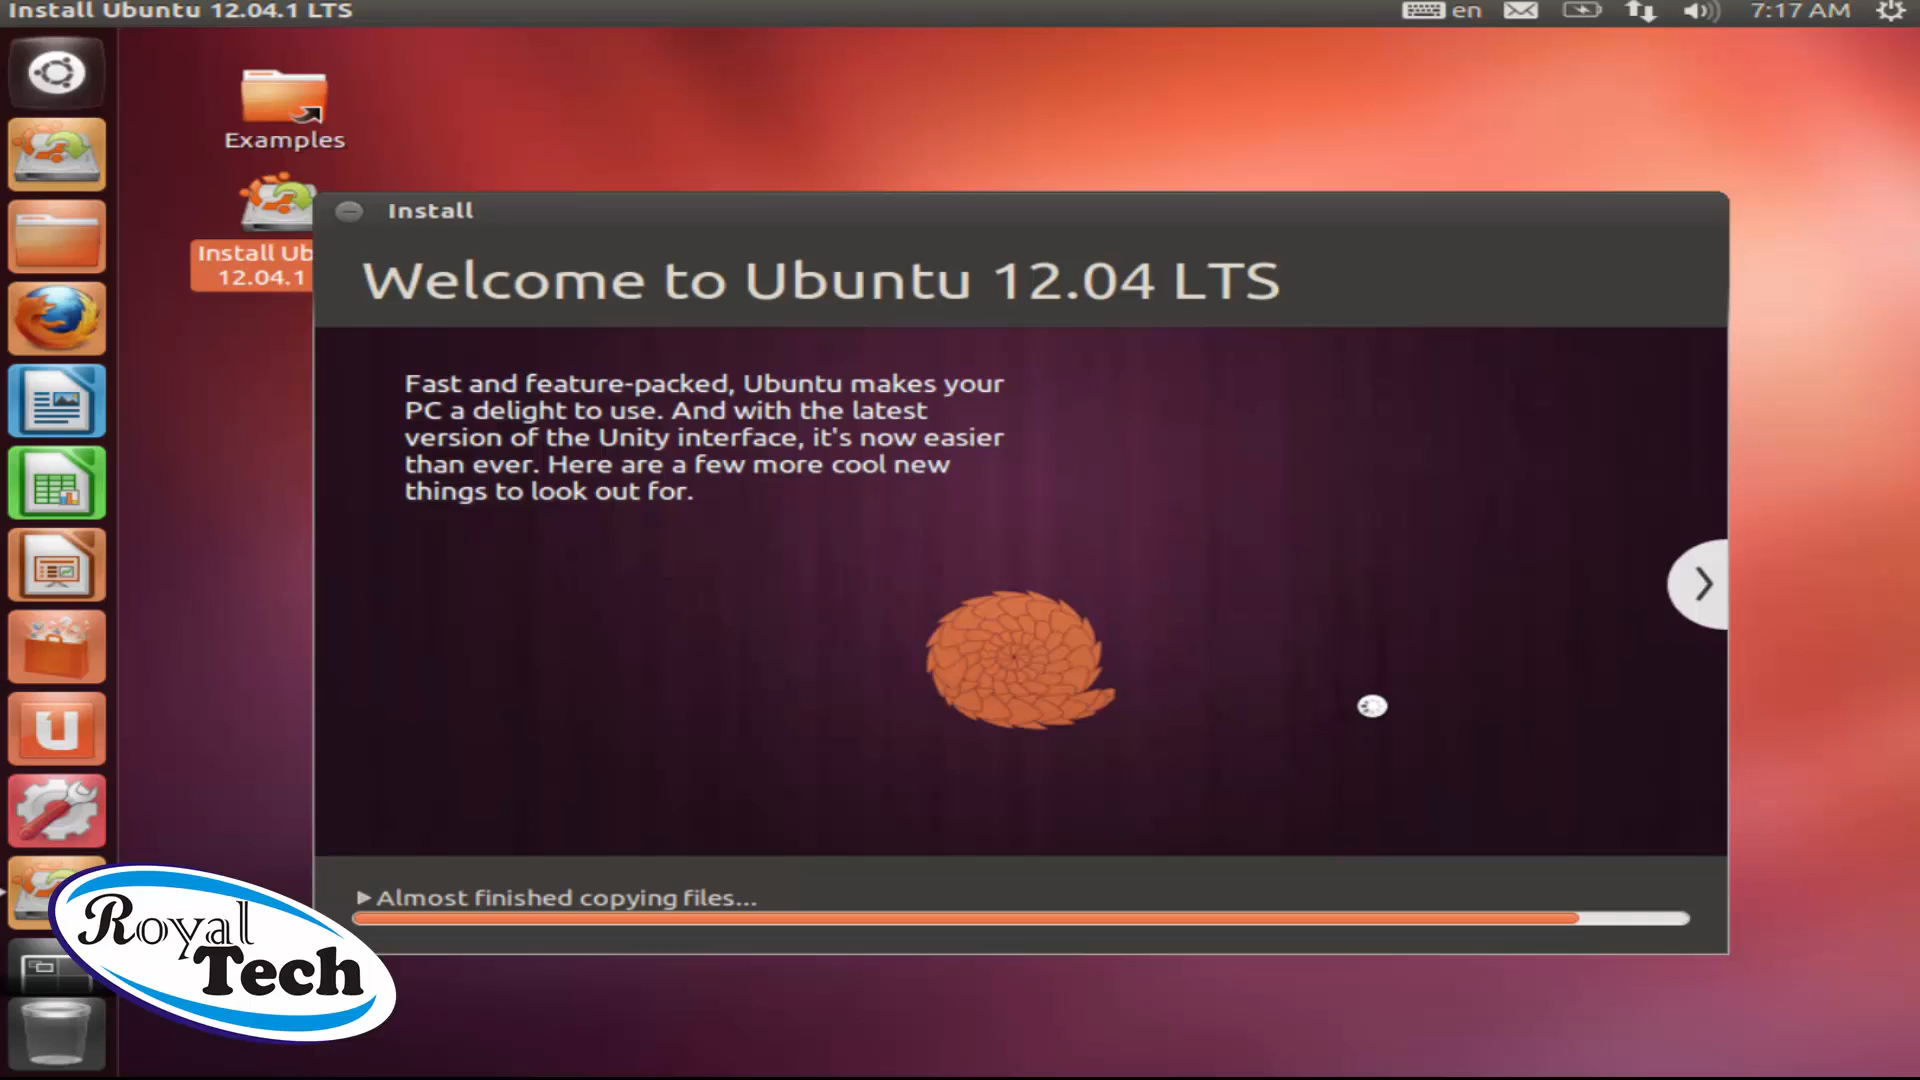 Install Ubuntu 12.04.1 LTS
en
7:17 AM
Examples
Install Ub
12.04.1
Install
Welcome to Ubuntu 12.04 LTS
Fast and feature-packed, Ubuntu makes your
PC a delight to use. And with the latest
version of the Unity interface, it's now easier
than ever. Here are a few more cool new
things to look out for.
Almost finished copying files...
Royal
Tech